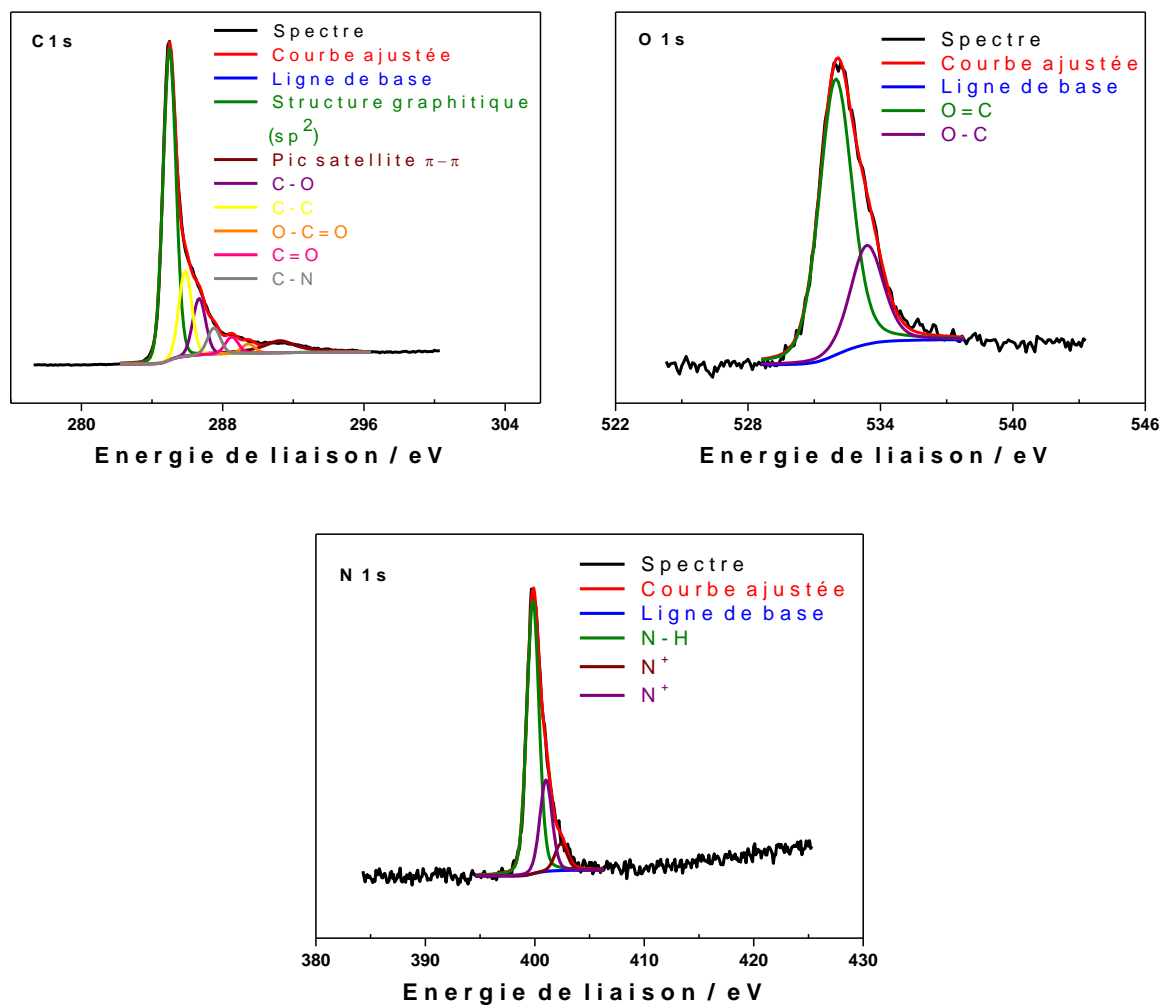 C 1s
Spectre
Courbe ajustée
Ligne de base
Structure graphitique
(sp²)
Pic satellite π-π
C-O
C-C
O-C=O
C=O
C-N
280 288 296 304
Energie de liaison / eV
O 1s
Spectre
Courbe ajustée
Ligne de base
O=C
O-C
522 528 534 540 546
Energie de liaison / eV
N 1s
Spectre
Courbe ajustée
Ligne de base
N-H
N⁺
N⁺
380 390 400 410 420 430
Energie de liaison / eV